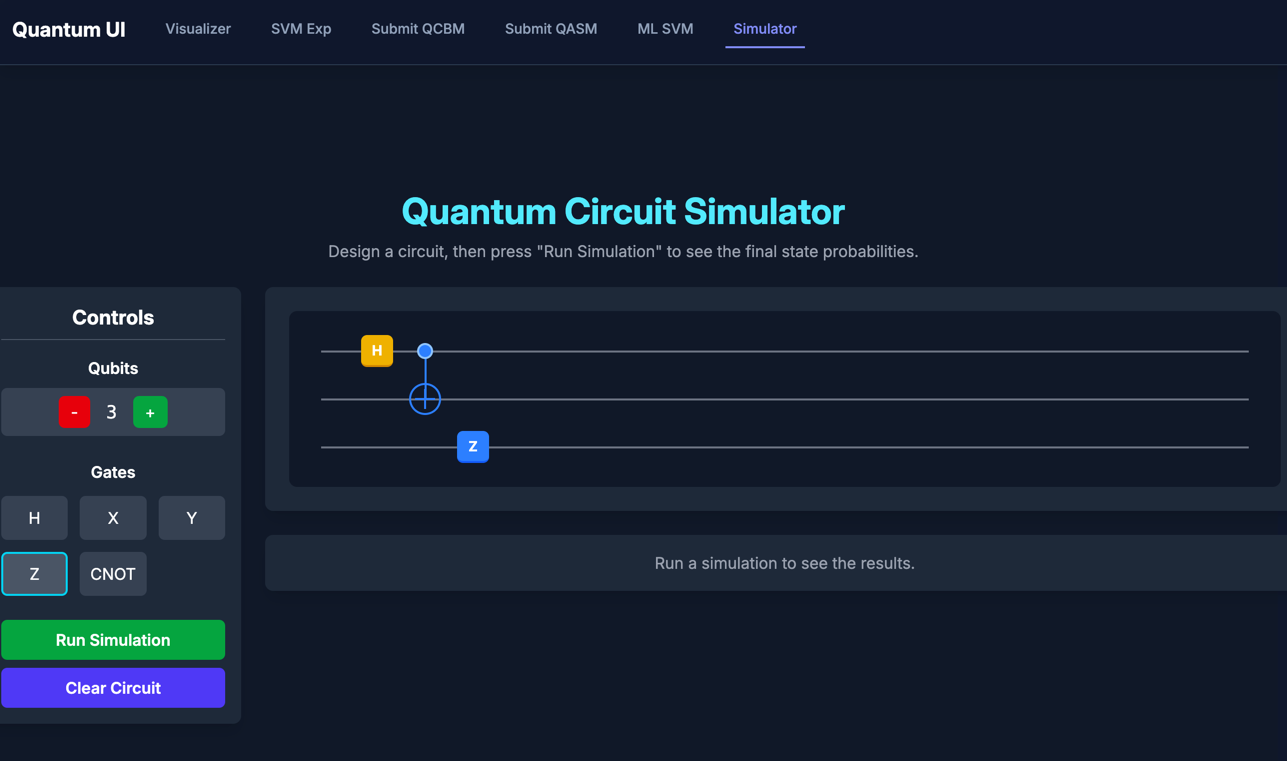 Quantum UI Visualizer SVM Exp Submit QCBM Submit QASM ML SVM Simulator
Quantum Circuit Simulator
Design a circuit, then press "Run Simulation" to see the final state probabilities.
Controls
Qubits
- 3 +
Gates
H X Y
Z CNOT
Run Simulation
Clear Circuit
H
Z
Run a simulation to see the results.